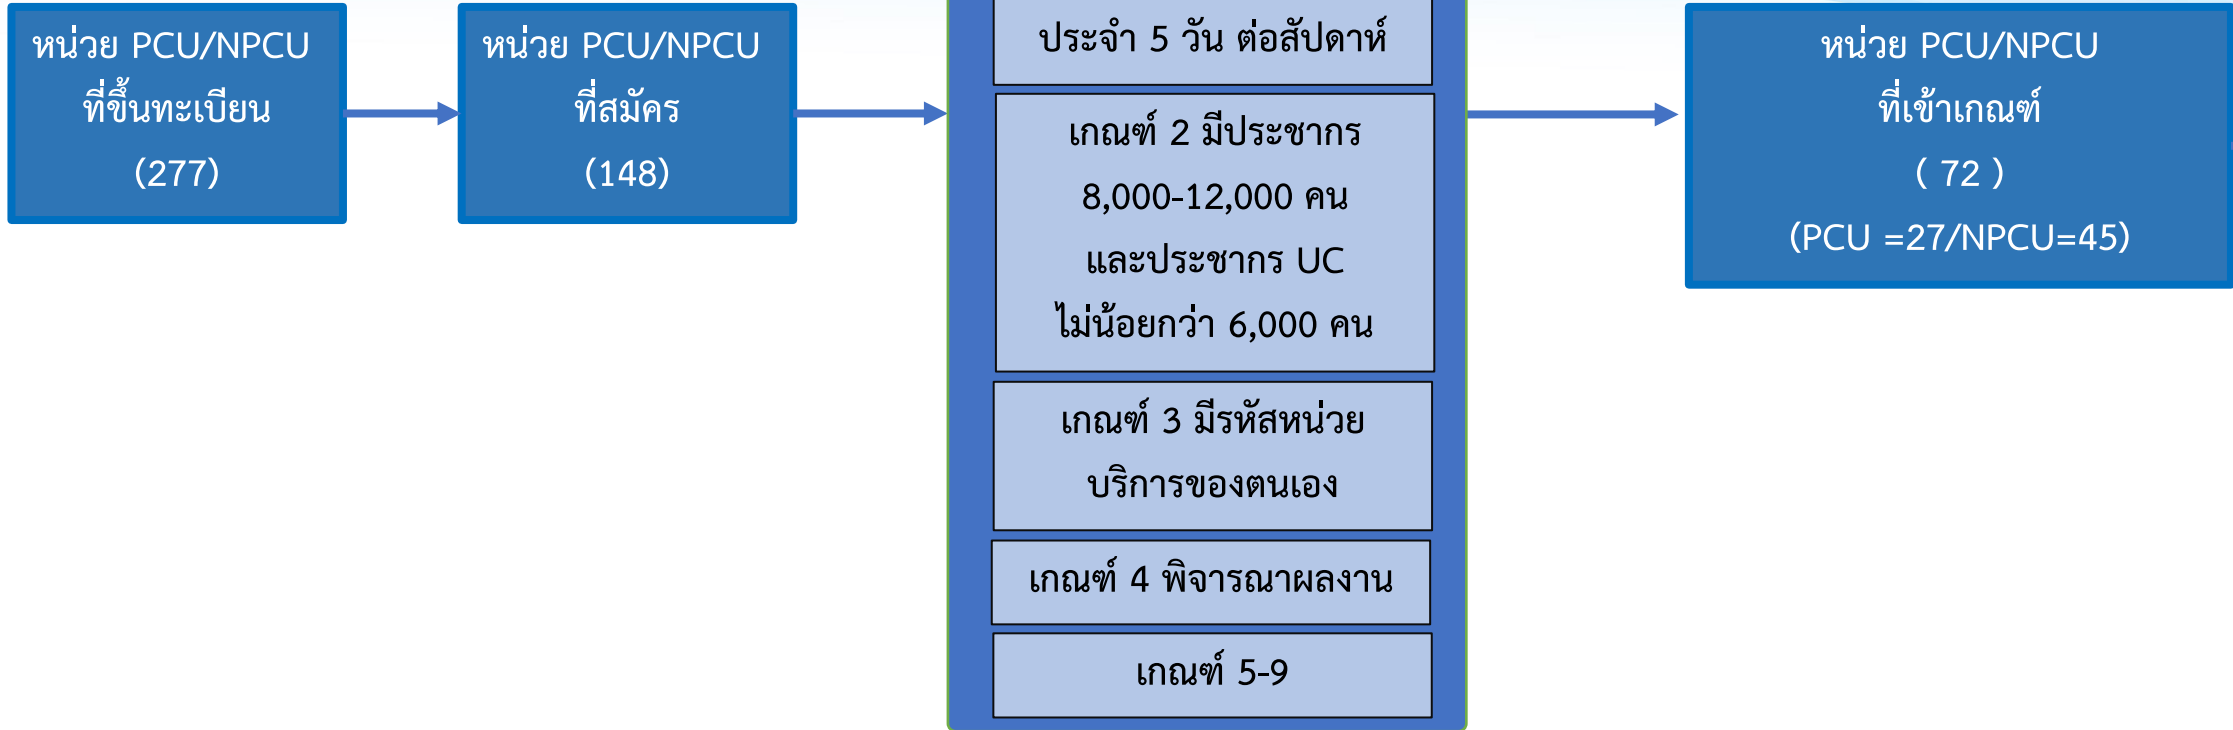 หน่วย PCU/NPCU
ที่ขึ้นทะเบียน
(277)
หน่วย PCU/NPCU
ที่สมัคร
(148)
ประจำ 5 วัน ต่อสัปดาห์
เกณฑ์ 2 มีประชากร
8,000-12,000 คน
และประชากร UC
ไม่น้อยกว่า 6,000 คน
เกณฑ์ 3 มีรหัสหน่วย
บริการของตนเอง
เกณฑ์ 4 พิจารณาผลงาน
เกณฑ์ 5-9
หน่วย PCU/NPCU
ที่เข้าเกณฑ์
( 72 )
(PCU =27/NPCU=45)